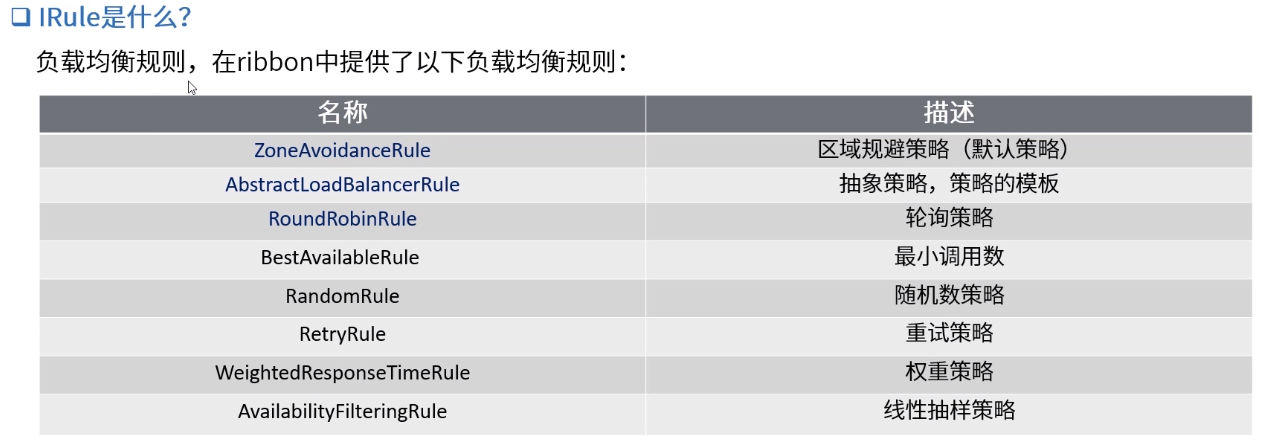 IRule是什么?
负载均衡规则，在ribbon中提供了以下负载均衡规则：
名称 描述
ZoneAvoidanceRule 区域规避策略（默认策略）
AbstractLoadBalancerRule 抽象策略，策略的模板
RoundRobinRule 轮询策略
BestAvailableRule 最小调用数
RandomRule 随机数策略
RetryRule 重试策略
WeightedResponseTimeRule 权重策略
AvailabilityFilteringRule 线性抽样策略